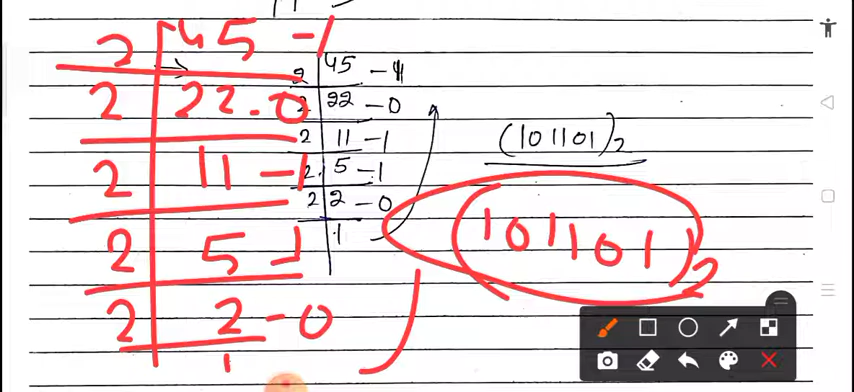 2 45 - 1
2 22 - 0
2 11 - 1
2 5 - 1
2 2 - 0
1
2 45 - 1
2 22 - 0
2 11 - 1
2 5 - 1
2 2 - 0
1
(101101)2
(101101)2